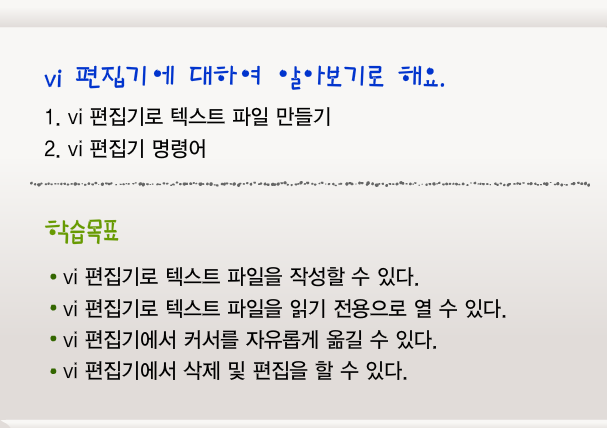 vi 편집기에 대하여 알아보기로 해요.
1. vi 편집기로 텍스트 파일 만들기
2. vi 편집기 명령어
학습목표
• vi 편집기로 텍스트 파일을 작성할 수 있다.
• vi 편집기로 텍스트 파일을 읽기 전용으로 열 수 있다.
• vi 편집기에서 커서를 자유롭게 옮길 수 있다.
• vi 편집기에서 삭제 및 편집을 할 수 있다.